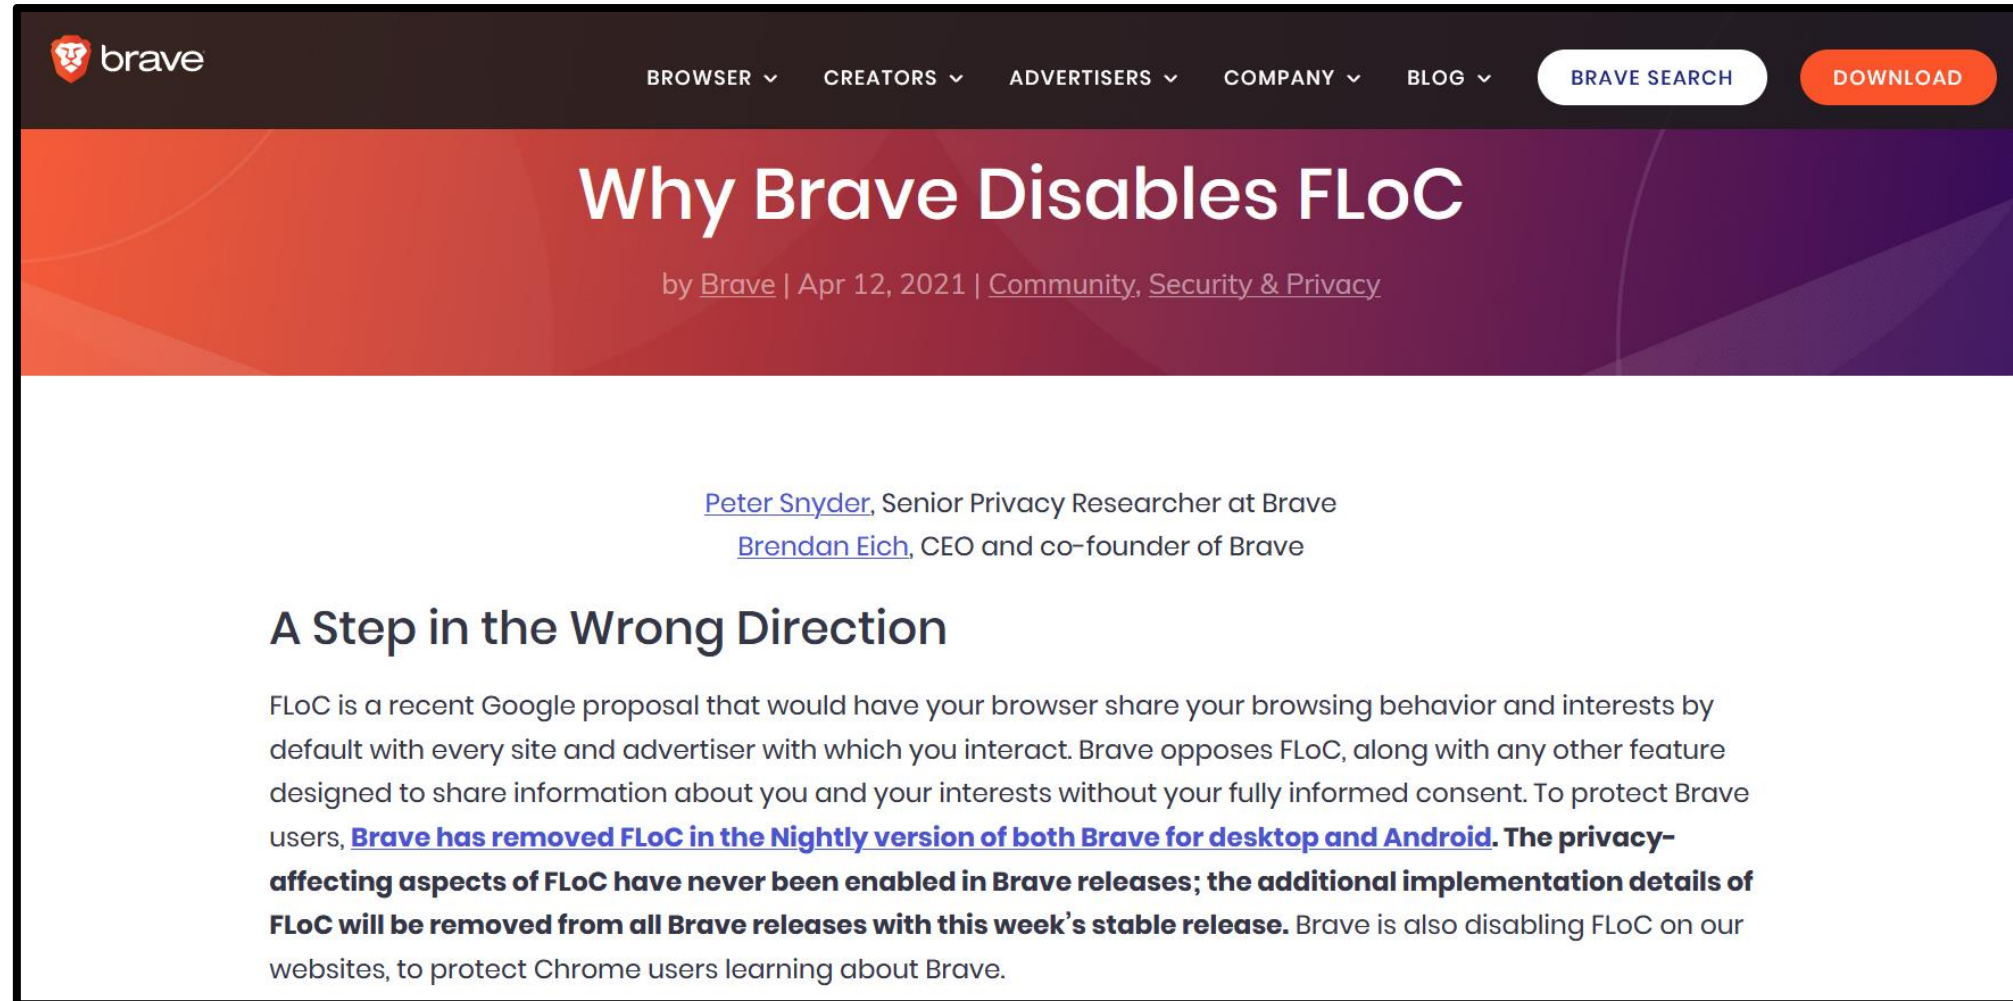 brave
BROWSER CREATORS ADVERTISERS COMPANY BLOG BRAVE SEARCH DOWNLOAD
Why Brave Disables FLoC
by Brave | Apr 12, 2021 | Community, Security & Privacy
Peter Snyder, Senior Privacy Researcher at Brave
Brendan Eich, CEO and co-founder of Brave
A Step in the Wrong Direction
FLoC is a recent Google proposal that would have your browser share your browsing behavior and interests by
default with every site and advertiser with which you interact. Brave opposes FLoC, along with any other feature
designed to share information about you and your interests without your fully informed consent. To protect Brave
users, Brave has removed FLoC in the Nightly version of both Brave for desktop and Android. The privacy-
affecting aspects of FLoC have never been enabled in Brave releases; the additional implementation details of
FLoC will be removed from all Brave releases with this week’s stable release. Brave is also disabling FLoC on our
websites, to protect Chrome users learning about Brave.